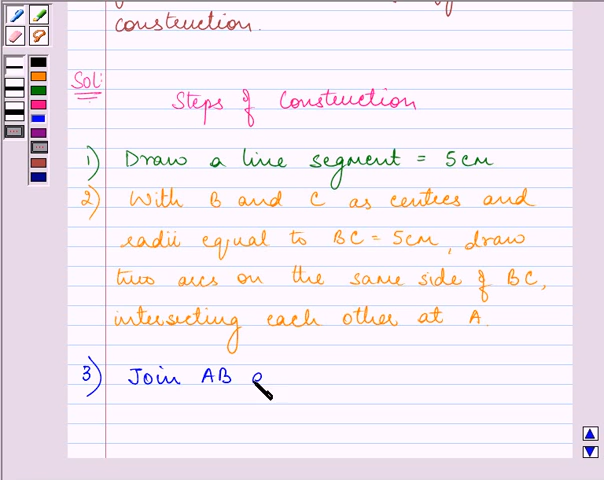 construction.
Sol:
Steps of Construction
1) Draw a line segment = 5cm
2) With B and C as centres and
radii equal to BC = 5cm, draw
two arcs on the same side of BC,
intersecting each other at A.
3) Join AB